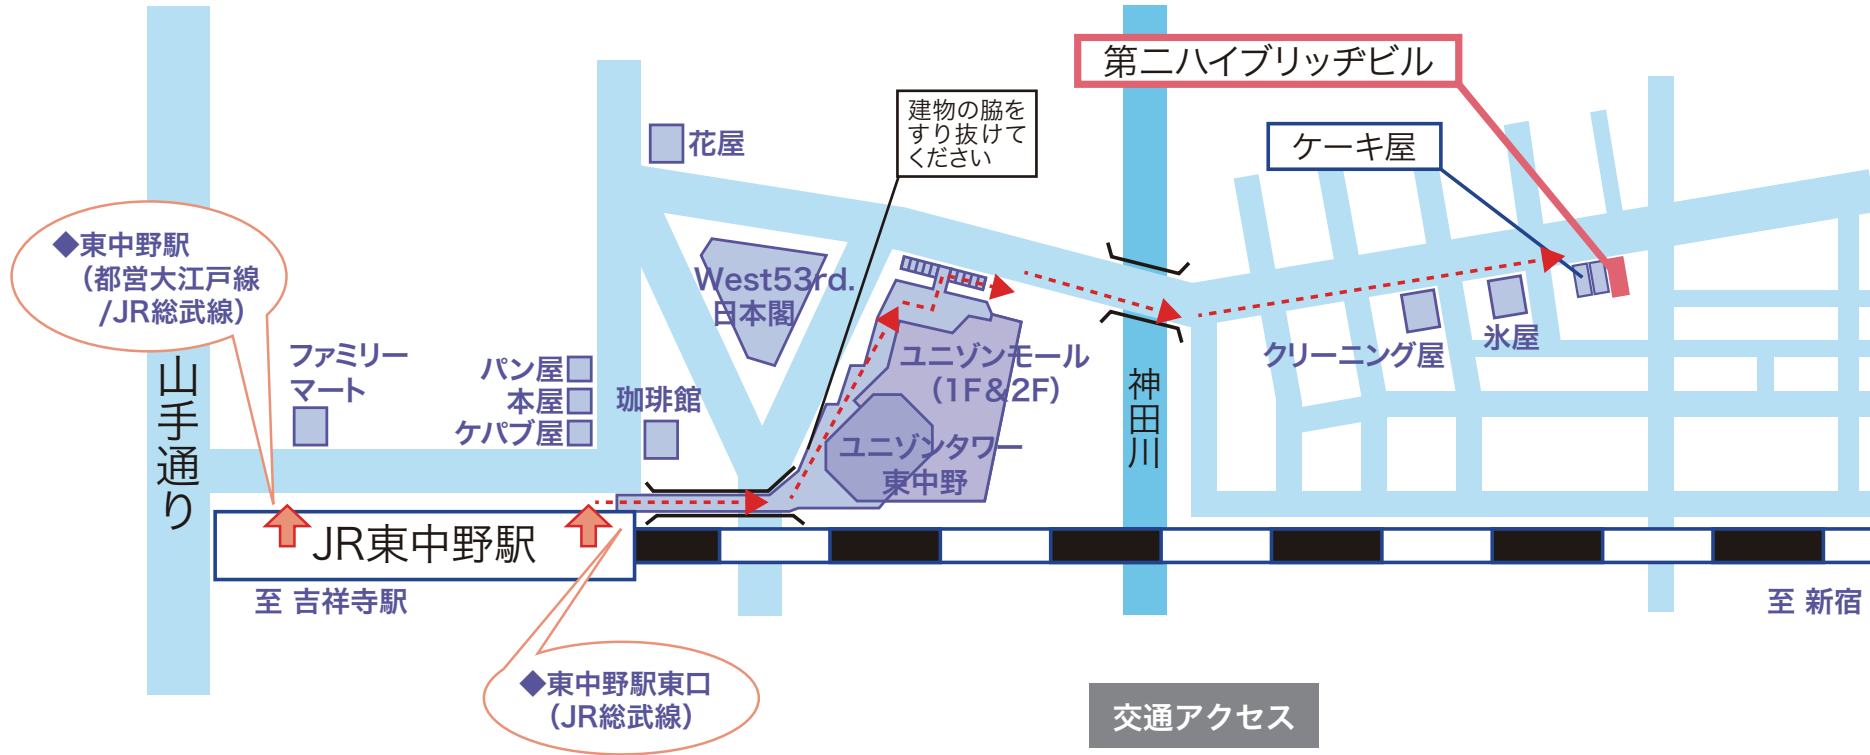 第二ハイブリッヂビル
建物の脇を
すり抜けて
ください
ケーキ屋
花屋
◆東中野駅
(都営大江戸線
/JR総武線)
West53rd.
日本閣
ファミリー
マート
パン屋
本屋
ケパブ屋
珈琲館
ユニゾンモール
(1F&2F)
ユニゾンタワー
東中野
クリーニング屋
氷屋
山手通り
神田川
JR東中野駅
至 吉祥寺駅
至 新宿
◆東中野駅東口
(JR総武線)
交通アクセス